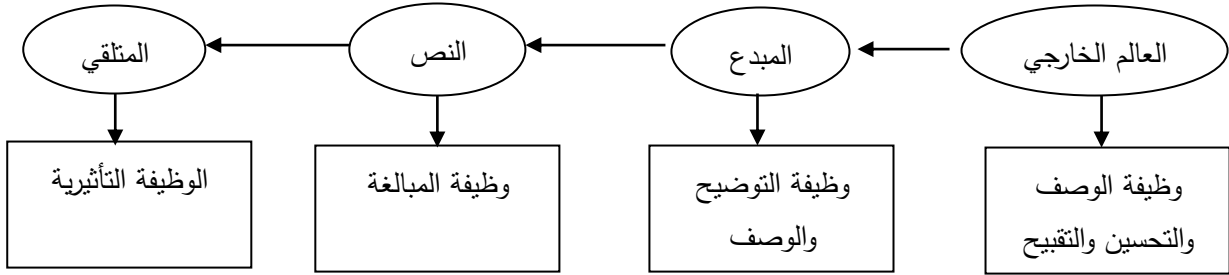 العالم الخارجي
المبدع
النص
المتلقي
وظيفة الوصف
والتحسين والتقبيح
وظيفة التوضيح
والوصف
وظيفة المبالغة
الوظيفة التأثيرية